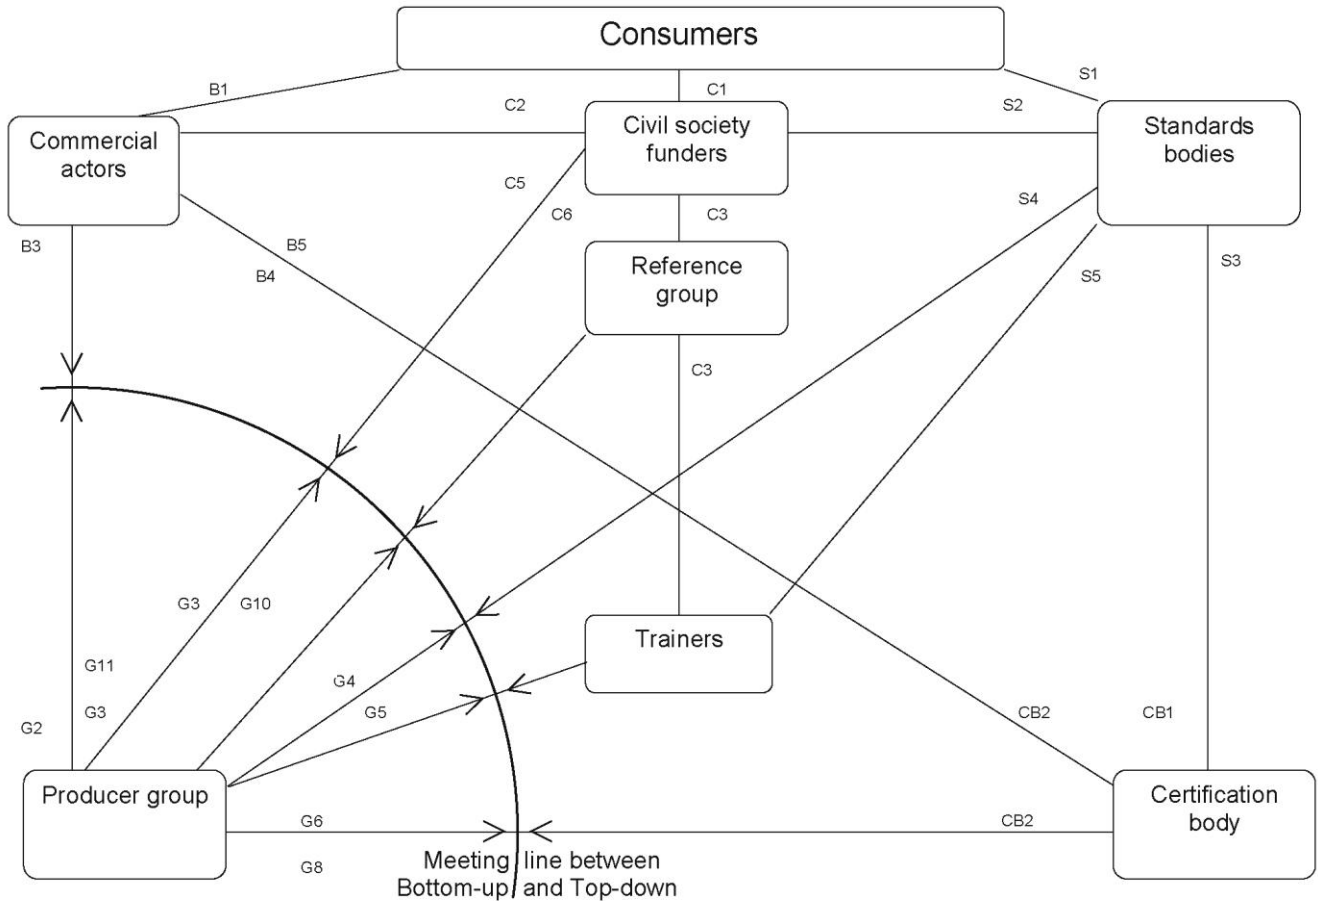 Consumers
S1
B1
C1
C2
S2
Commercial
actors
Civil society
funders
Standards
bodies
C5
S4
C6
C3
B3
B5
S3
B4
S5
Reference
group
C3
G3
G10
Trainers
G11
G4
G3
G5
CB2
CB1
G2
Producer group
Certification
body
G6
CB2
G8
Meeting line between
Bottom-up and Top-down